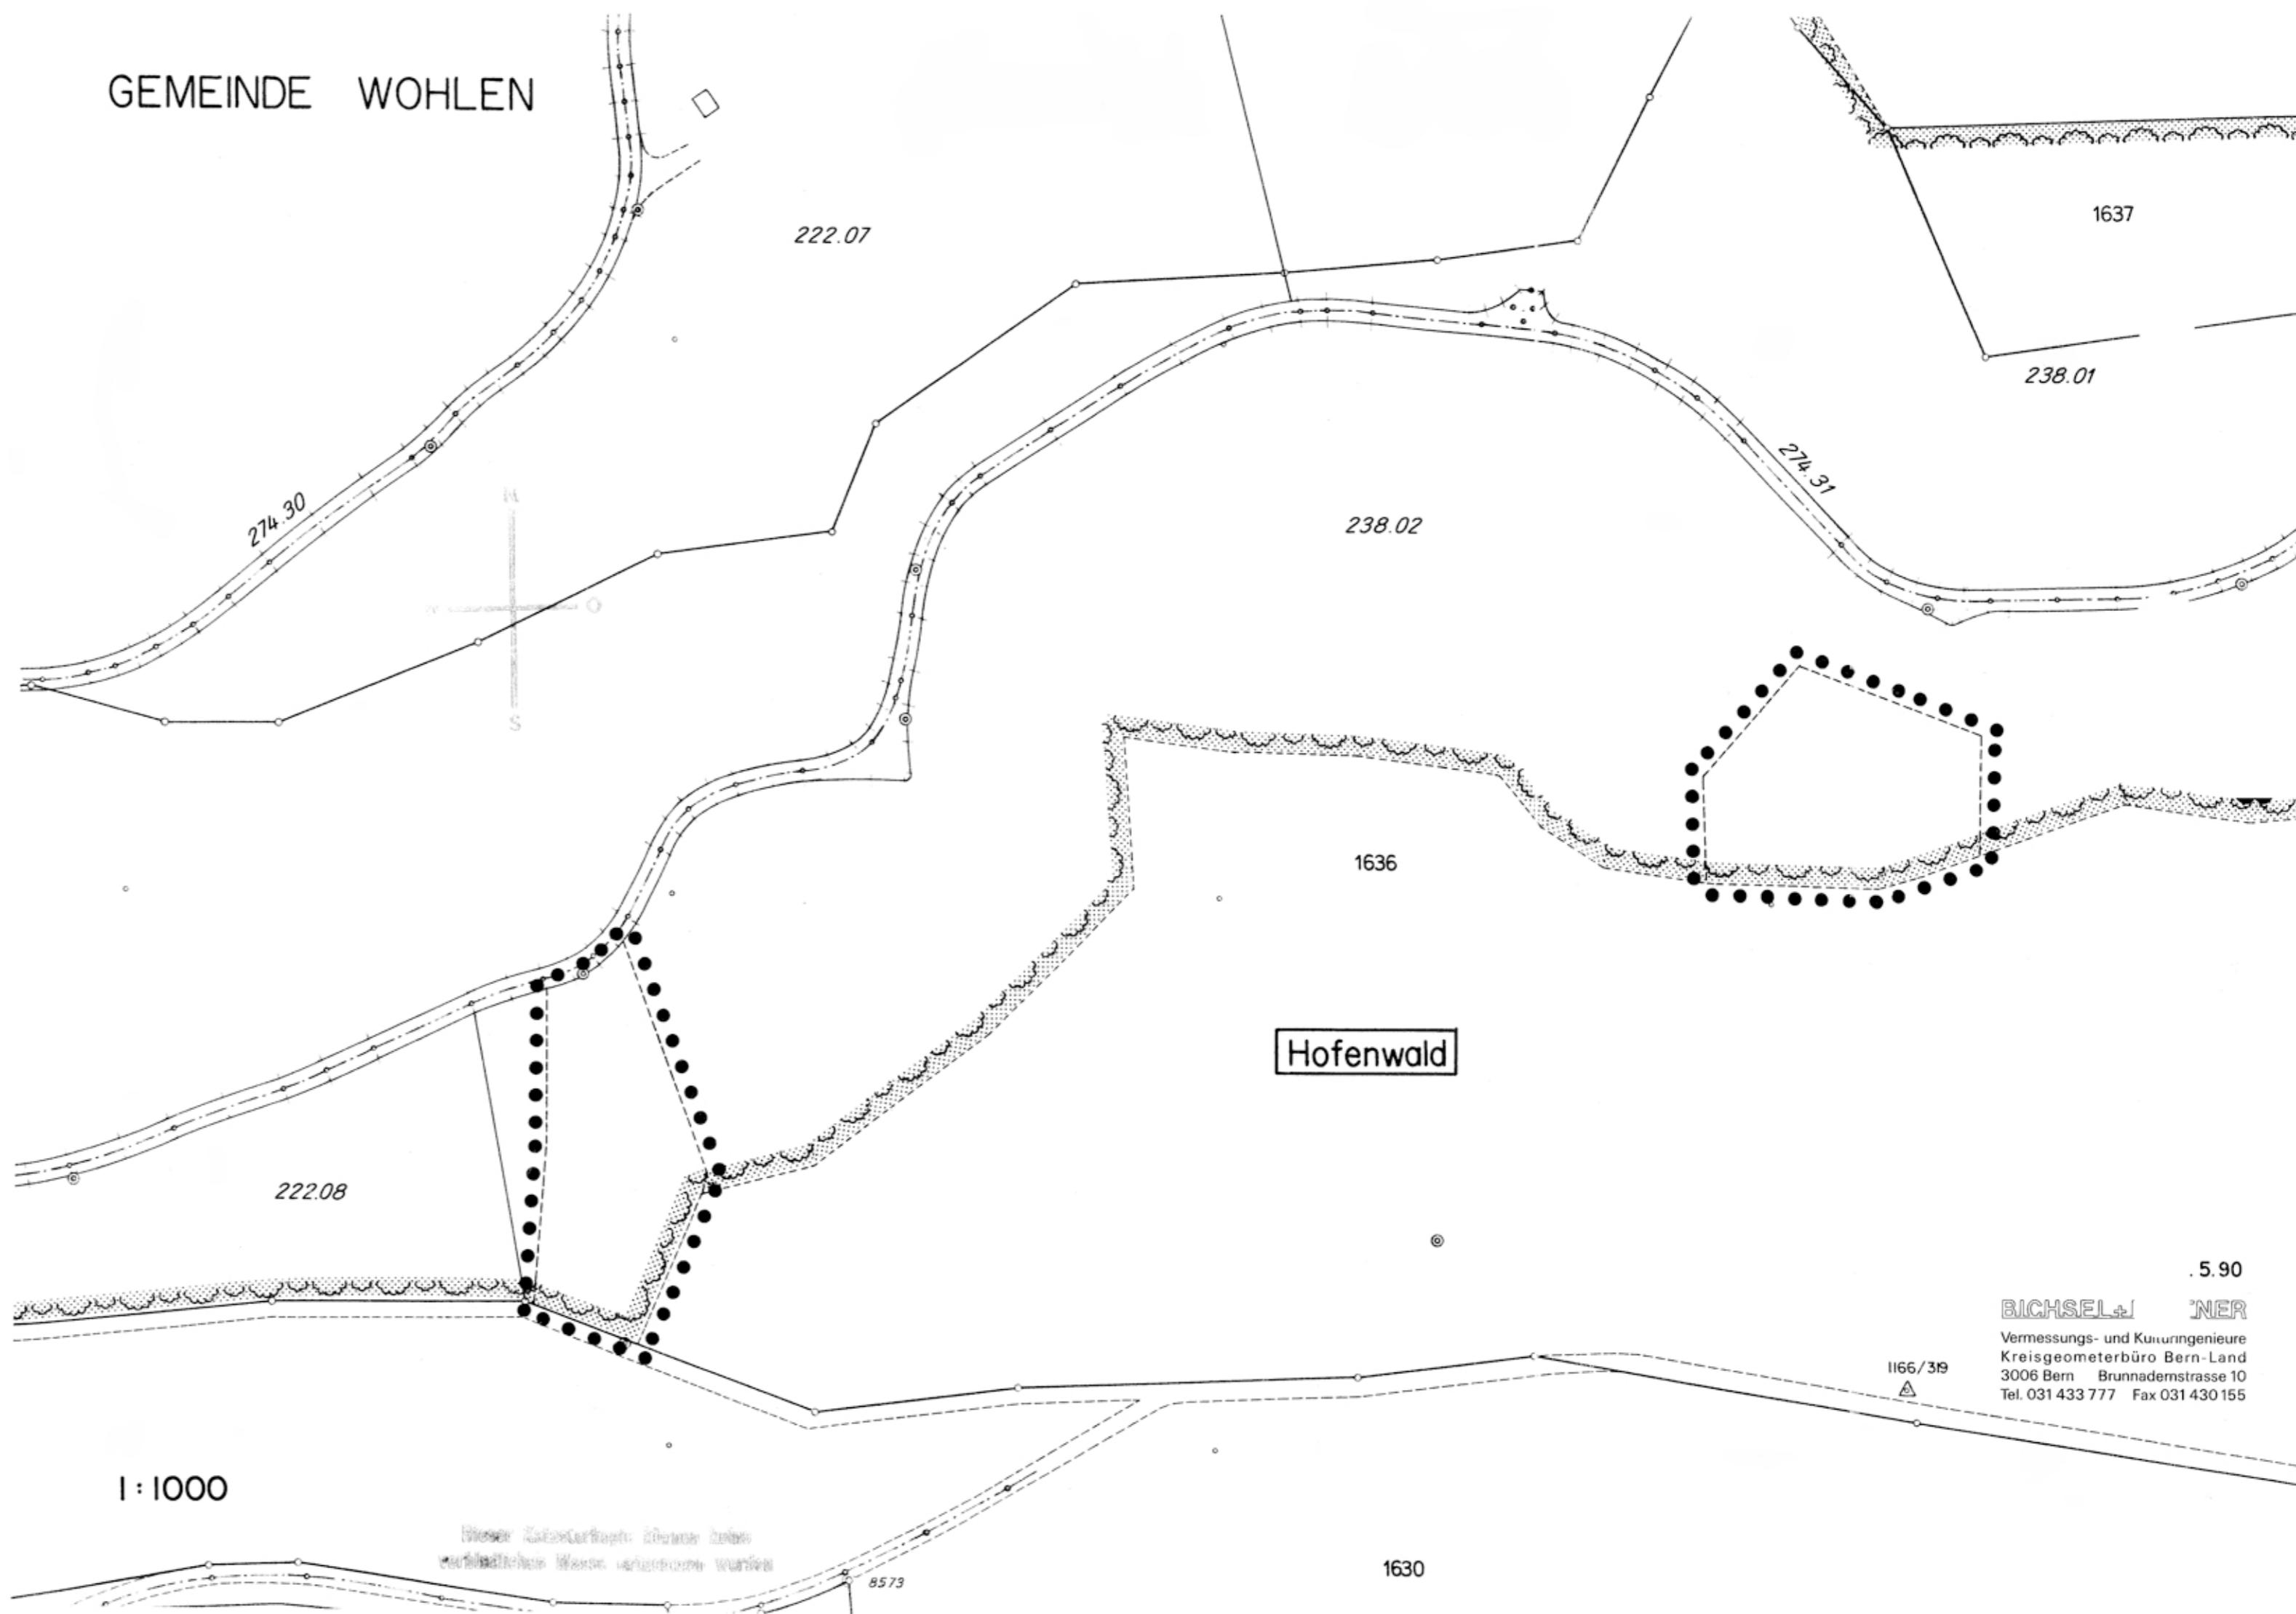 GEMEINDE WOHLEN
1637
222.07
238.01
274.30
274.31
238.02
O
S
1636
Hofenwald
222.08
. 5.90
Vermessungs- und Kulturingenieure
Kreisgeometerbüro Bern-Land
3006 Bern Brunnadernstrasse 10
Tel. 031 433 777 Fax 031 430 155
1166/319
1:1000
1630
8573